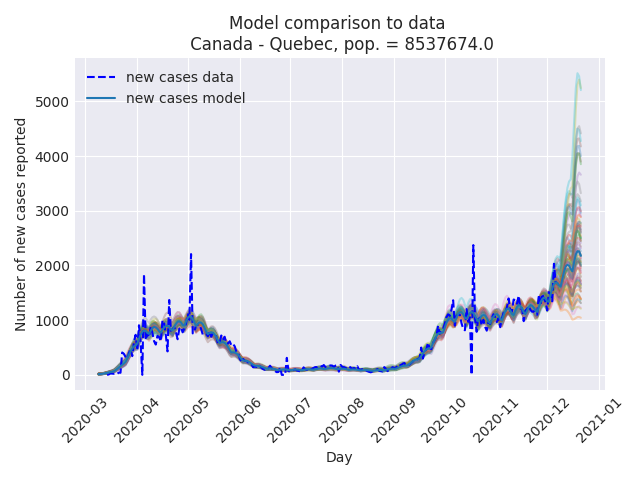 Model comparison to data
Canada - Quebec, pop. = 8537674.0
new cases data
new cases model
Number of new cases reported
5000
4000
3000
2000
1000
0
2020-03
2020-04
2020-05
2020-06
2020-07
2020-08
2020-09
2020-10
2020-11
2020-12
2021-01
Day